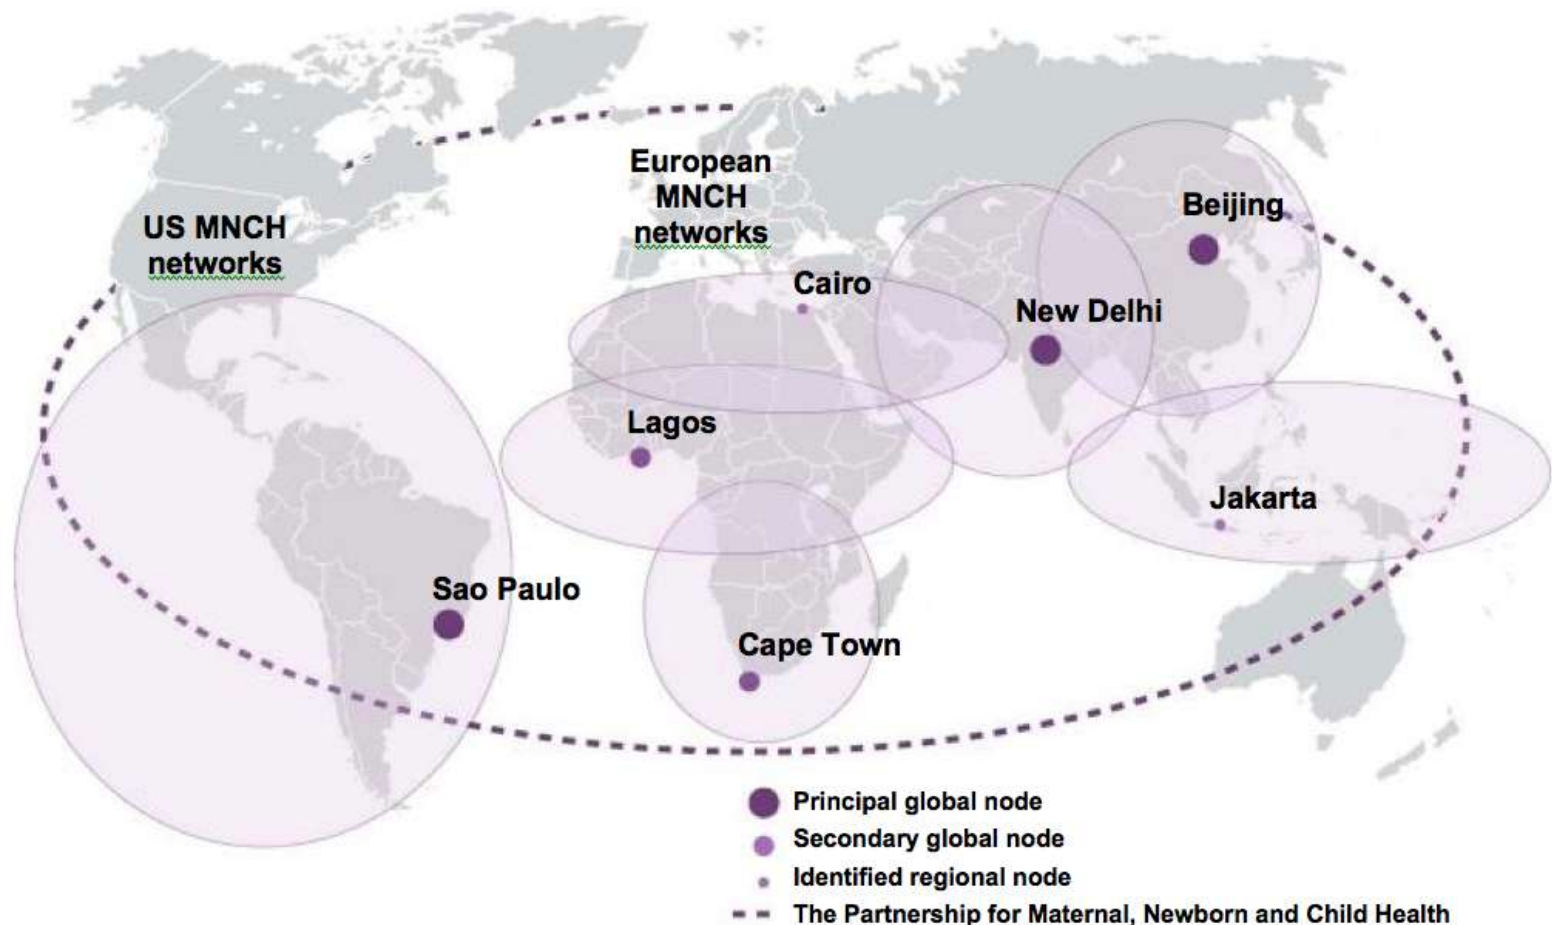 European
MNCH
networks
US MNCH
networks
Beijing
Cairo
New Delhi
Lagos
Jakarta
Sao Paulo
Cape Town
Principal global node
Secondary global node
Identified regional node
The Partnership for Maternal, Newborn and Child Health